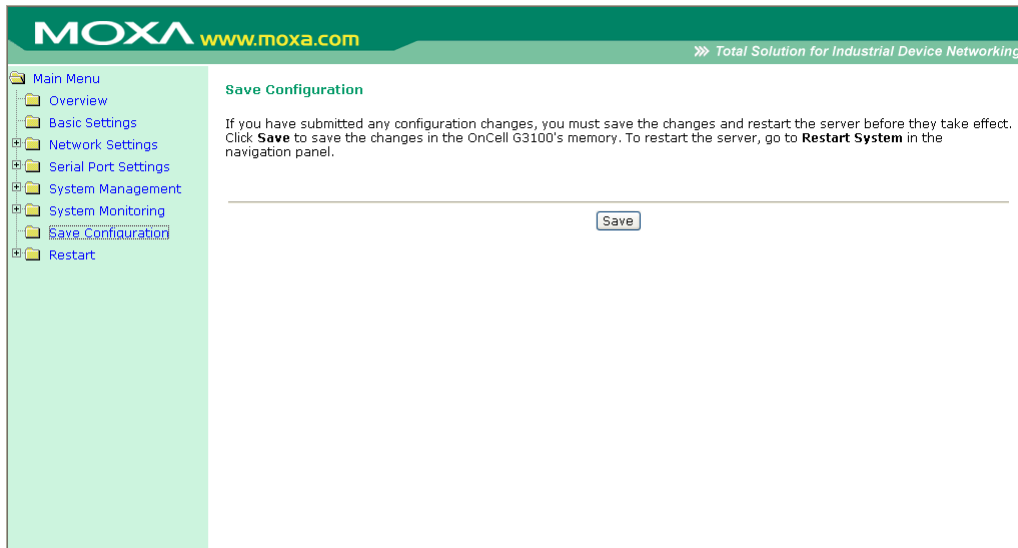 MOXA www.moxa.com
Total Solution for Industrial Device Networking
Main Menu
Overview
Basic Settings
Network Settings
Serial Port Settings
System Management
System Monitoring
Save Configuration
Restart
Save Configuration
If you have submitted any configuration changes, you must save the changes and restart the server before they take effect.
Click Save to save the changes in the OnCell G3100's memory. To restart the server, go to Restart System in the
navigation panel.
Save